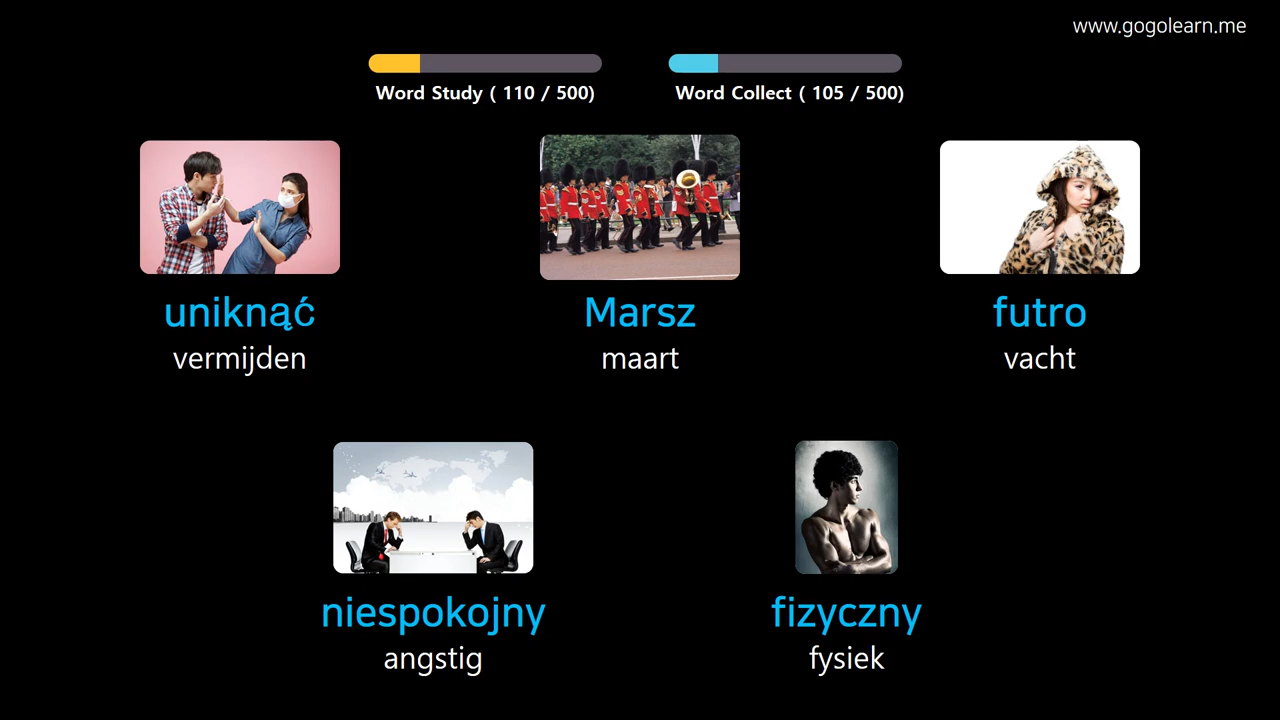 www.gogolearn.me
Word Study ( 110 / 500)
Word Collect ( 105 / 500)
uniknąć
vermijden
Marsz
maart
futro
vacht
niespokojny
angstig
fizyczny
fysiek